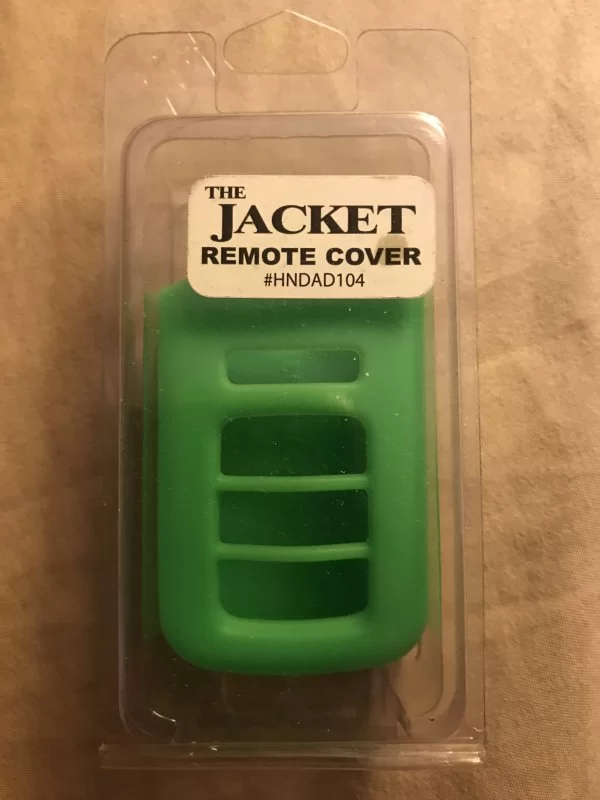 THE
JACKET
REMOTE COVER
#HNDAD104